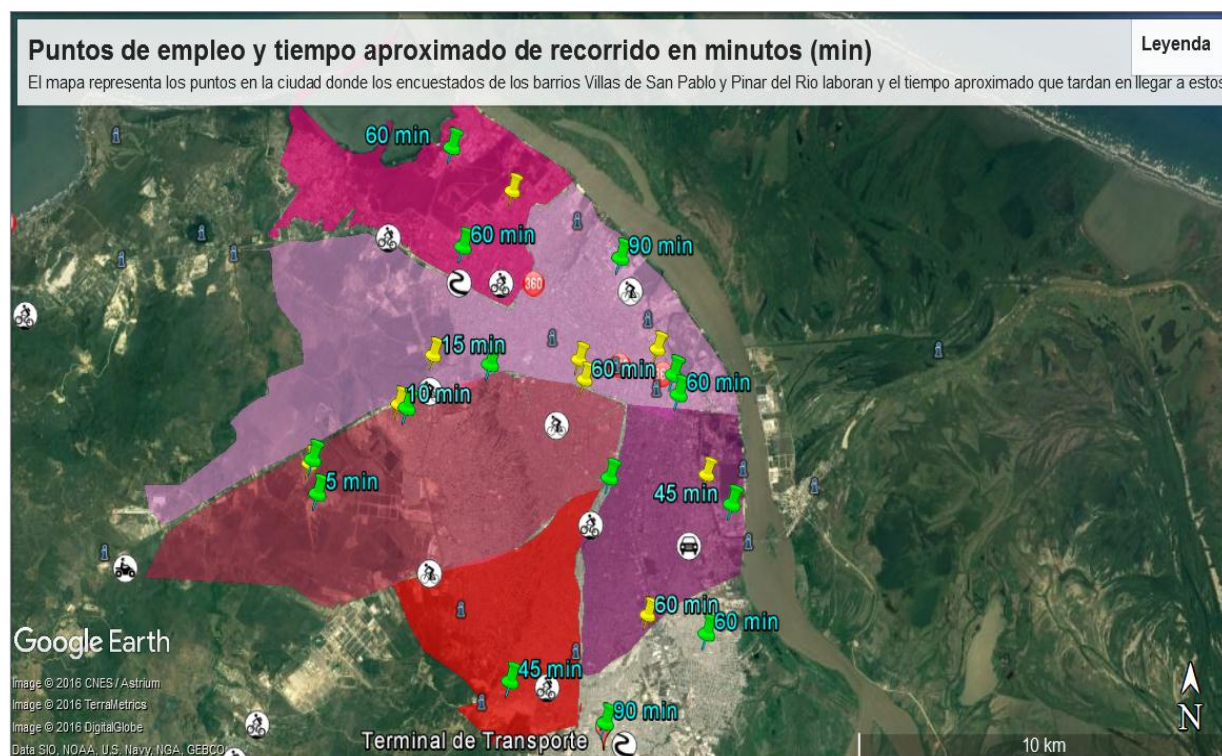 Puntos de empleo y tiempo aproximado de recorrido en minutos (min)
Leyenda
El mapa representa los puntos en la ciudad donde los encuestados de los barrios Villas de San Pablo y Pinar del Rio laboran y el tiempo aproximado que tardan en llegar a estos
60 min
60 min
90 min
360
15 min
60 min
60 min
10 min
5 min
45 min
60 min
60 min
45 min
90 min
Terminal de Transporte
Google Earth
Image © 2016 CNES / Astrium
Image © 2016 TerraMetrics
Image © 2016 DigitalGlobe
Data SIO, NOAA, U.S. Navy, NGA, GEBCO
10 km
N